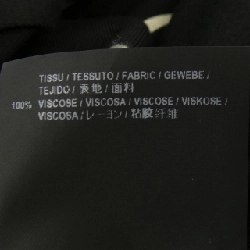 TISSU / TESSUTO / FABRIC / GEWEBE /
TEJIDO / 表地 / 面料
100% VISCOSE / VISCOSA / VISCOSE / VISKOSE /
VISCOSA / レーヨン / 粘胶纤维